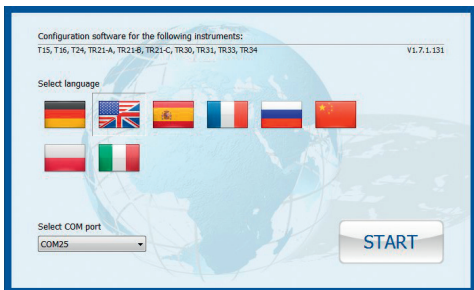 Configuration software for the following instruments:
T15, T16, T24, TR21-A, TR21-B, TR21-C, TR30, TR31, TR33, TR34 V1.7.1.131
Select language
Select COM port
COM25
START